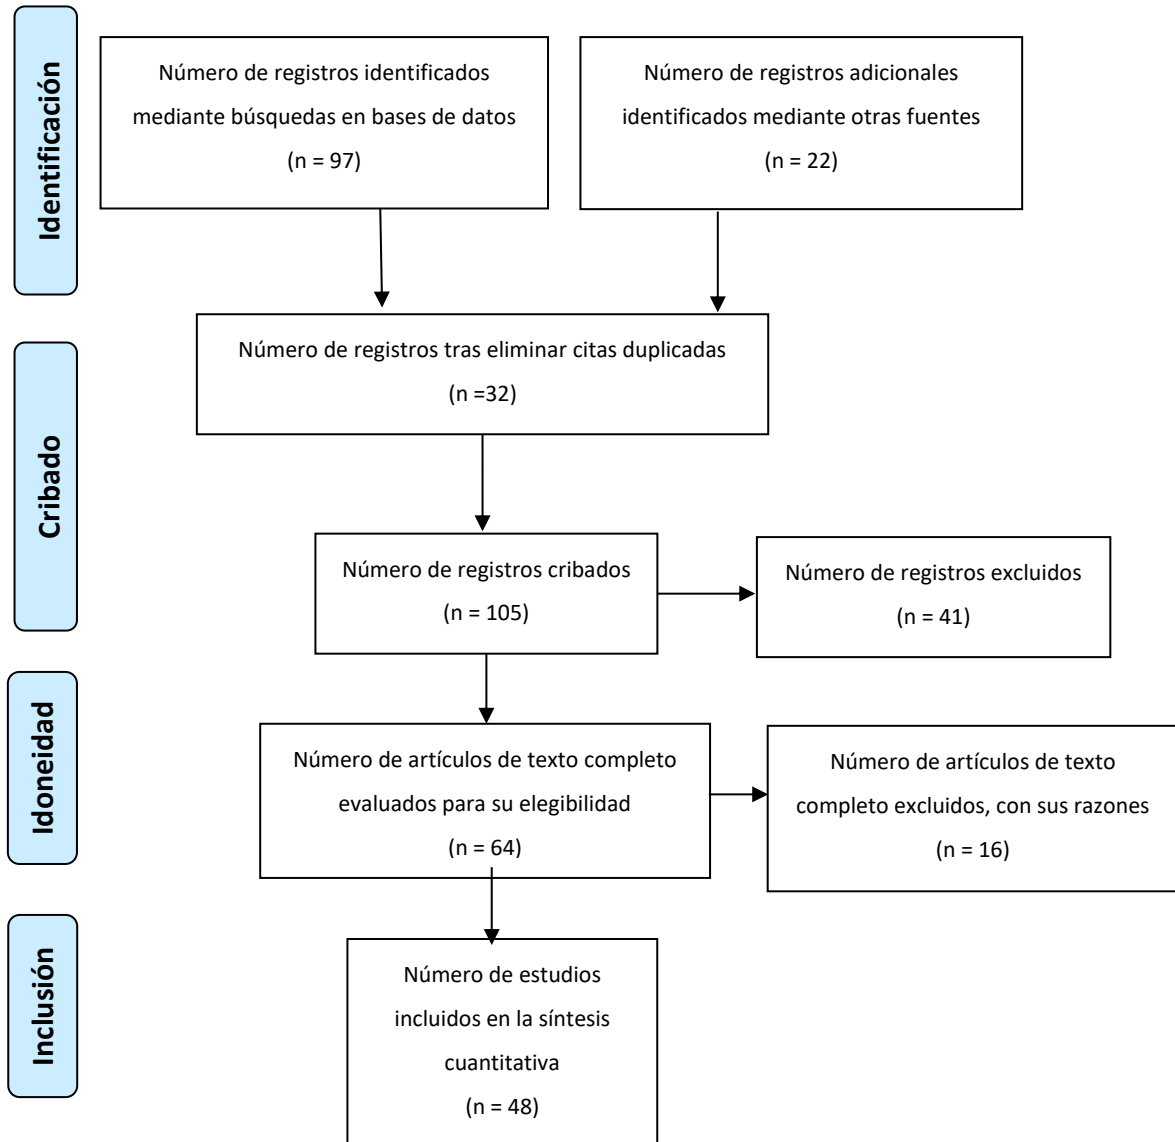 Identificación
Número de registros identificados
mediante búsquedas en bases de datos
(n = 97)
Número de registros adicionales
identificados mediante otras fuentes
(n = 22)
Cribado
Número de registros tras eliminar citas duplicadas
(n =32)
Número de registros cribados
(n = 105)
Número de registros excluidos
(n = 41)
Idoneidad
Número de artículos de texto completo
evaluados para su elegibilidad
(n = 64)
Número de artículos de texto
completo excluidos, con sus razones
(n = 16)
Inclusión
Número de estudios
incluidos en la síntesis
cuantitativa
(n = 48)